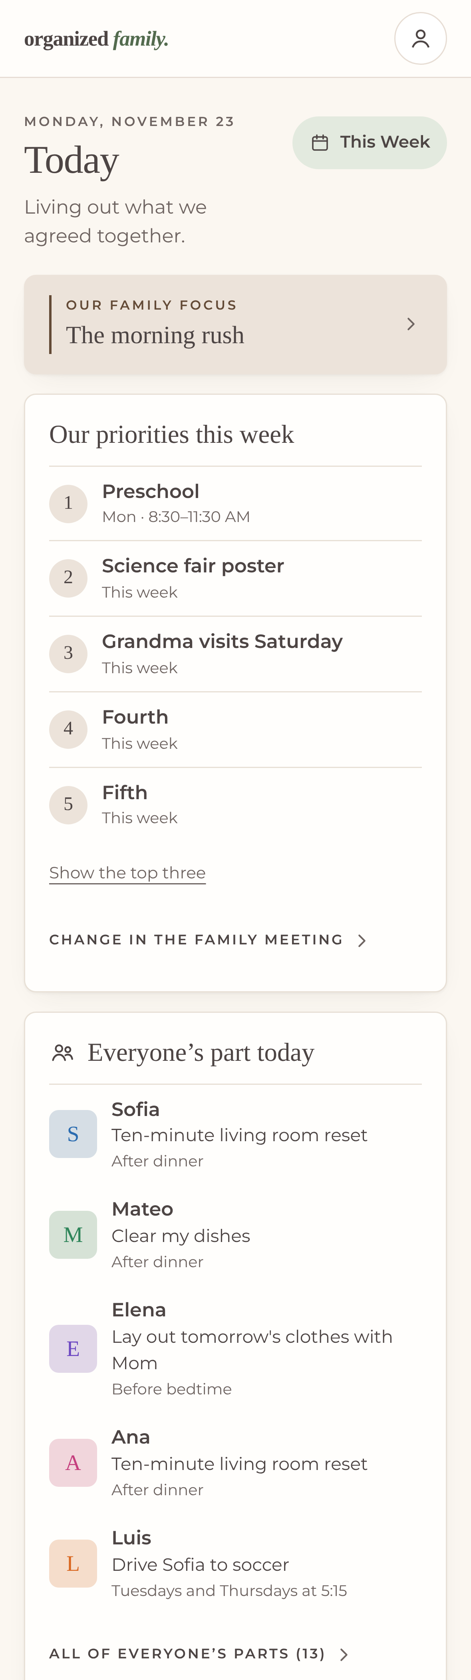 organized family.
MONDAY, NOVEMBER 23
Today
This Week
Living out what we
agreed together.
OUR FAMILY FOCUS
The morning rush
Our priorities this week
1
Preschool
Mon · 8:30–11:30 AM
2
Science fair poster
This week
3
Grandma visits Saturday
This week
4
Fourth
This week
5
Fifth
This week
Show the top three
CHANGE IN THE FAMILY MEETING
Everyone’s part today
S
Sofia
Ten-minute living room reset
After dinner
M
Mateo
Clear my dishes
After dinner
E
Elena
Lay out tomorrow's clothes with
Mom
Before bedtime
A
Ana
Ten-minute living room reset
After dinner
L
Luis
Drive Sofia to soccer
Tuesdays and Thursdays at 5:15
ALL OF EVERYONE’S PARTS (13)